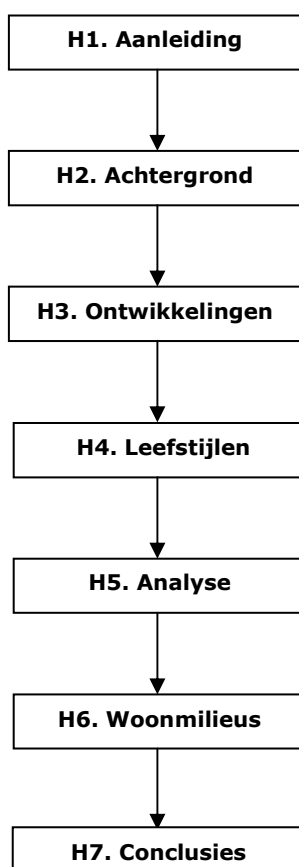 H1. Aanleiding
H2. Achtergrond
H3. Ontwikkelingen
H4. Leefstijlen
H5. Analyse
H6. Woonmilieus
H7. Conclusies